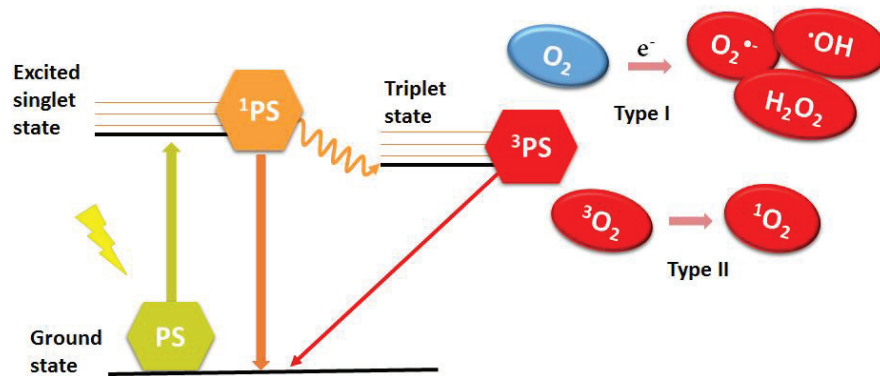 Excited
singlet
state
¹PS
Triplet
state
³PS
O₂
e⁻
Type I
O₂•⁻
•OH
H₂O₂
³O₂
¹O₂
Type II
PS
Ground
state